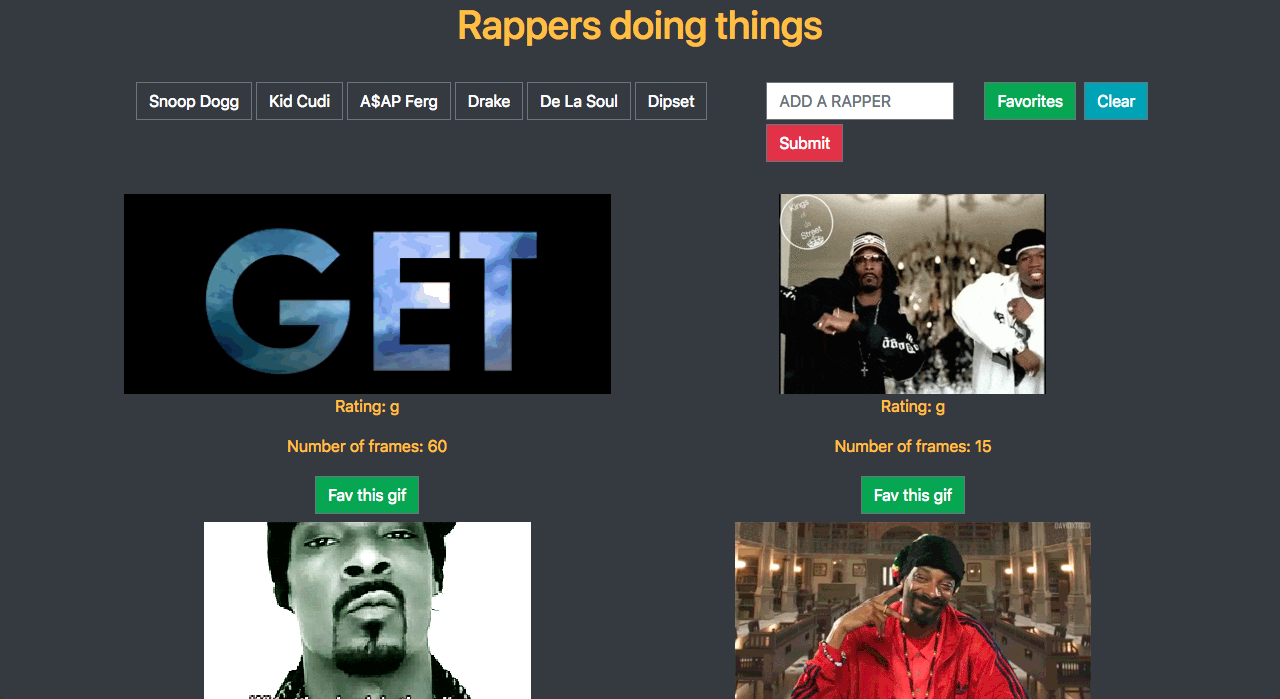 Rappers doing things
Snoop Dogg Kid Cudi A$AP Ferg Drake De La Soul Dipset ADD A RAPPER Favorites Clear
Submit
GET
Kings
of
da
Street
Rating: g Rating: g
Number of frames: 60 Number of frames: 15
Fav this gif Fav this gif